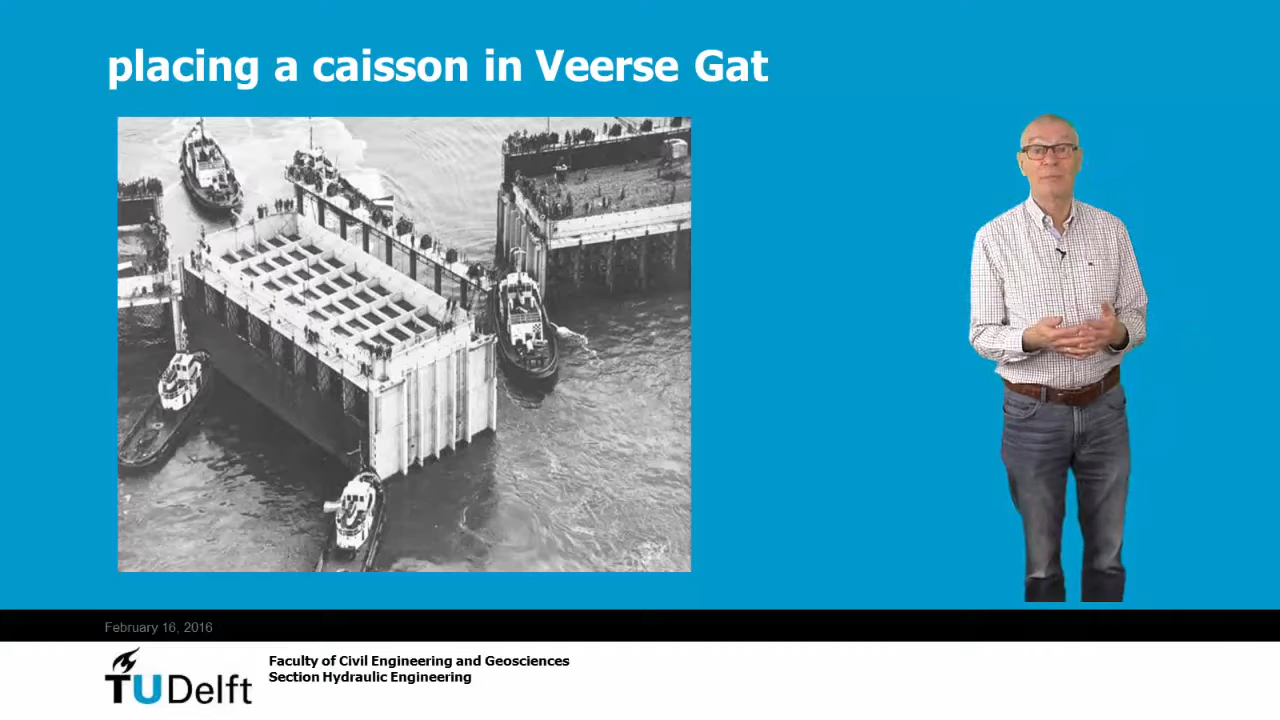 placing a caisson in Veerse Gat
February 16, 2016
TU Delft
Faculty of Civil Engineering and Geosciences
Section Hydraulic Engineering